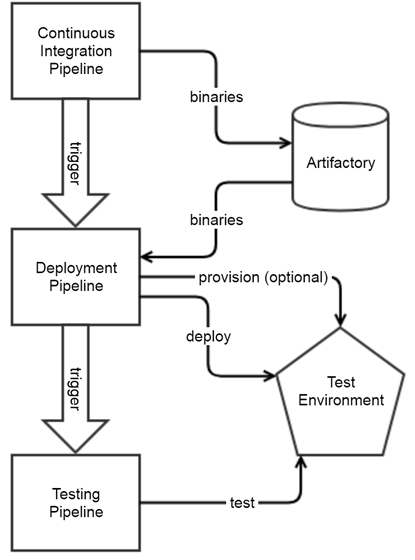 Continuous
Integration
Pipeline
binaries
trigger
Artifactory
binaries
Deployment
Pipeline
provision (optional)
deploy
Test
Environment
trigger
Testing
Pipeline
test